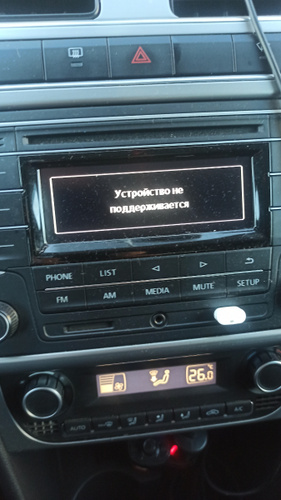 Устройство не
поддерживается
PHONE LIST
FM AM MEDIA MUTE SETUP
26.0
AUTO A/C